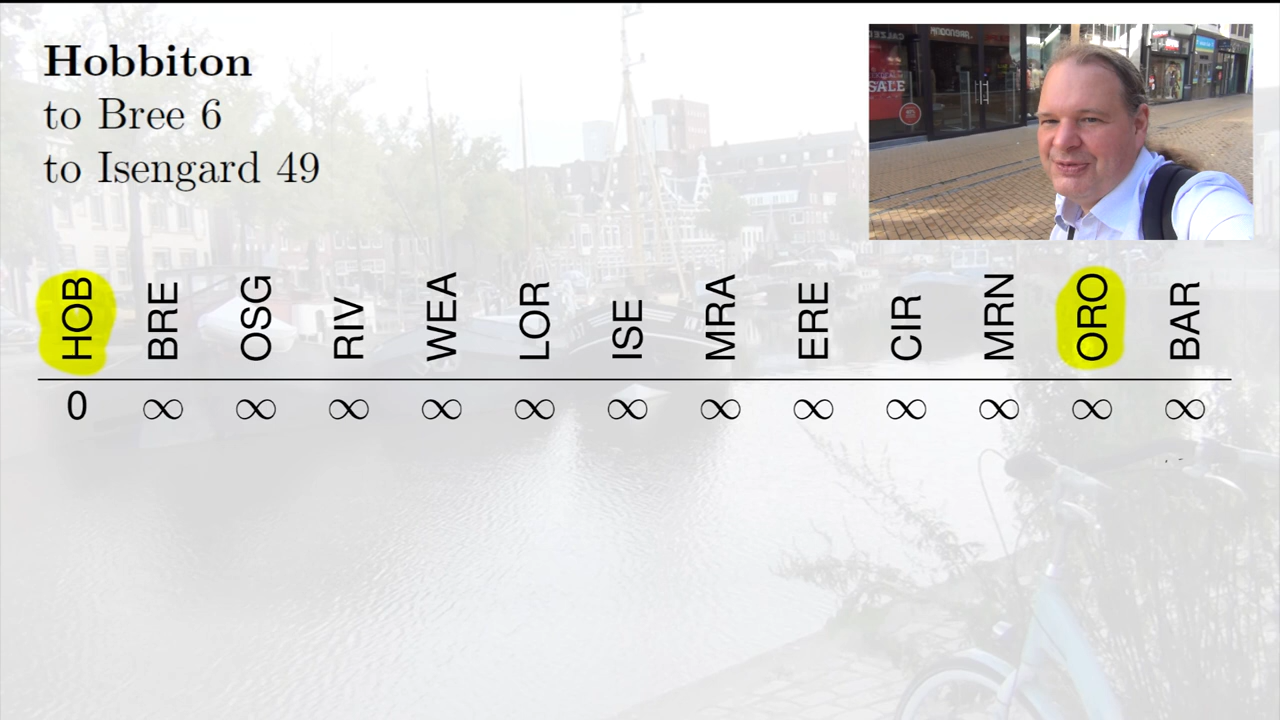 Hobbiton
to Bree 6
to Isengard 49
SALE
HOB BRE OSG RIV WEA LOR ISE MRA ERE CIR MRN ORO BAR
0 ∞ ∞ ∞ ∞ ∞ ∞ ∞ ∞ ∞ ∞ ∞ ∞